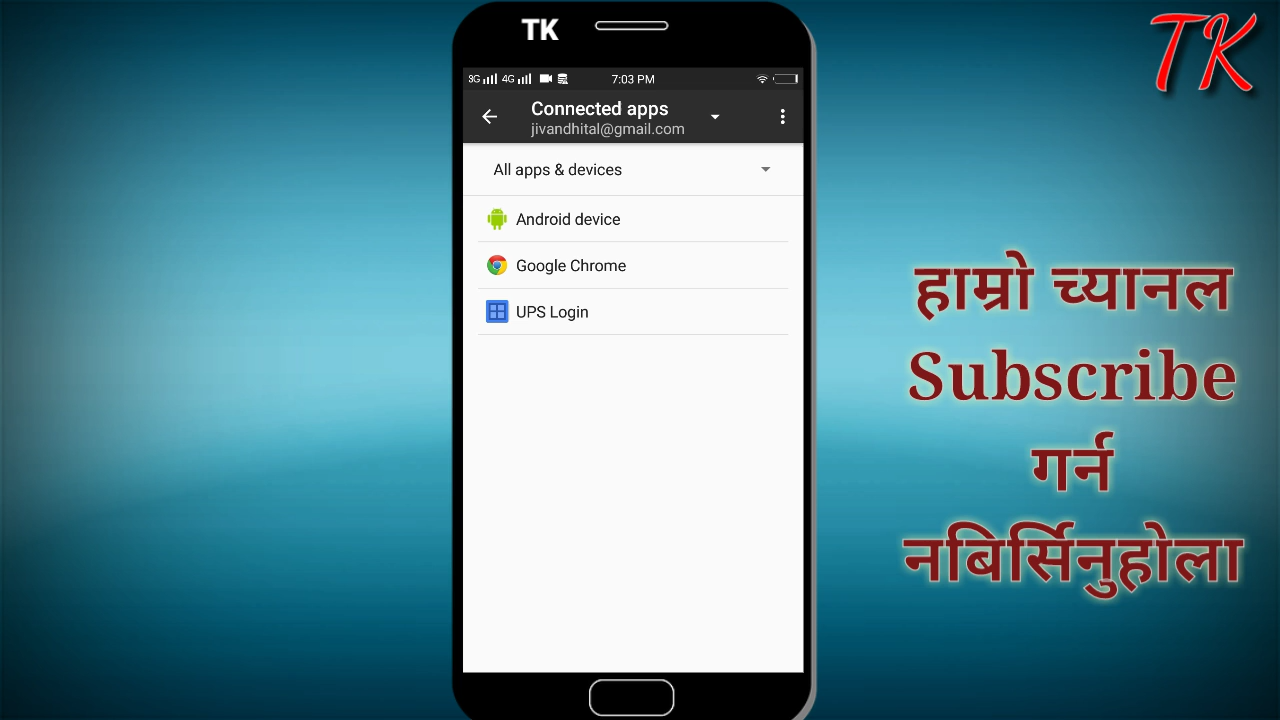 TK
TK
3G 4G 7:03 PM
Connected apps
jivandhital@gmail.com
All apps & devices
Android device
Google Chrome
UPS Login
हाम्रो च्यानल
Subscribe
गर्न
नबिर्सिनुहोला